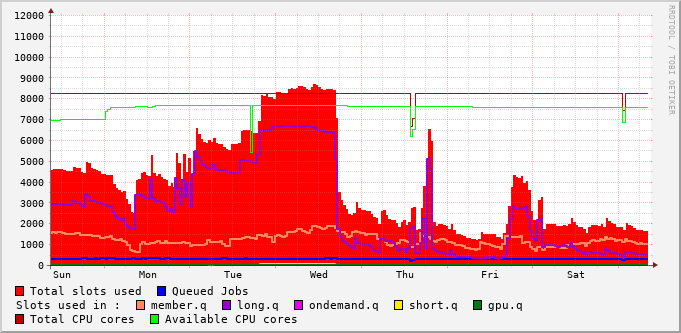 12000
11000
10000
9000
8000
7000
6000
5000
4000
3000
2000
1000
0
Sun Mon Tue Wed Thu Fri Sat
RRDTOOL / TOBI OETIKER
Total slots used Queued Jobs
Slots used in : member.q long.q ondemand.q short.q gpu.q
Total CPU cores Available CPU cores